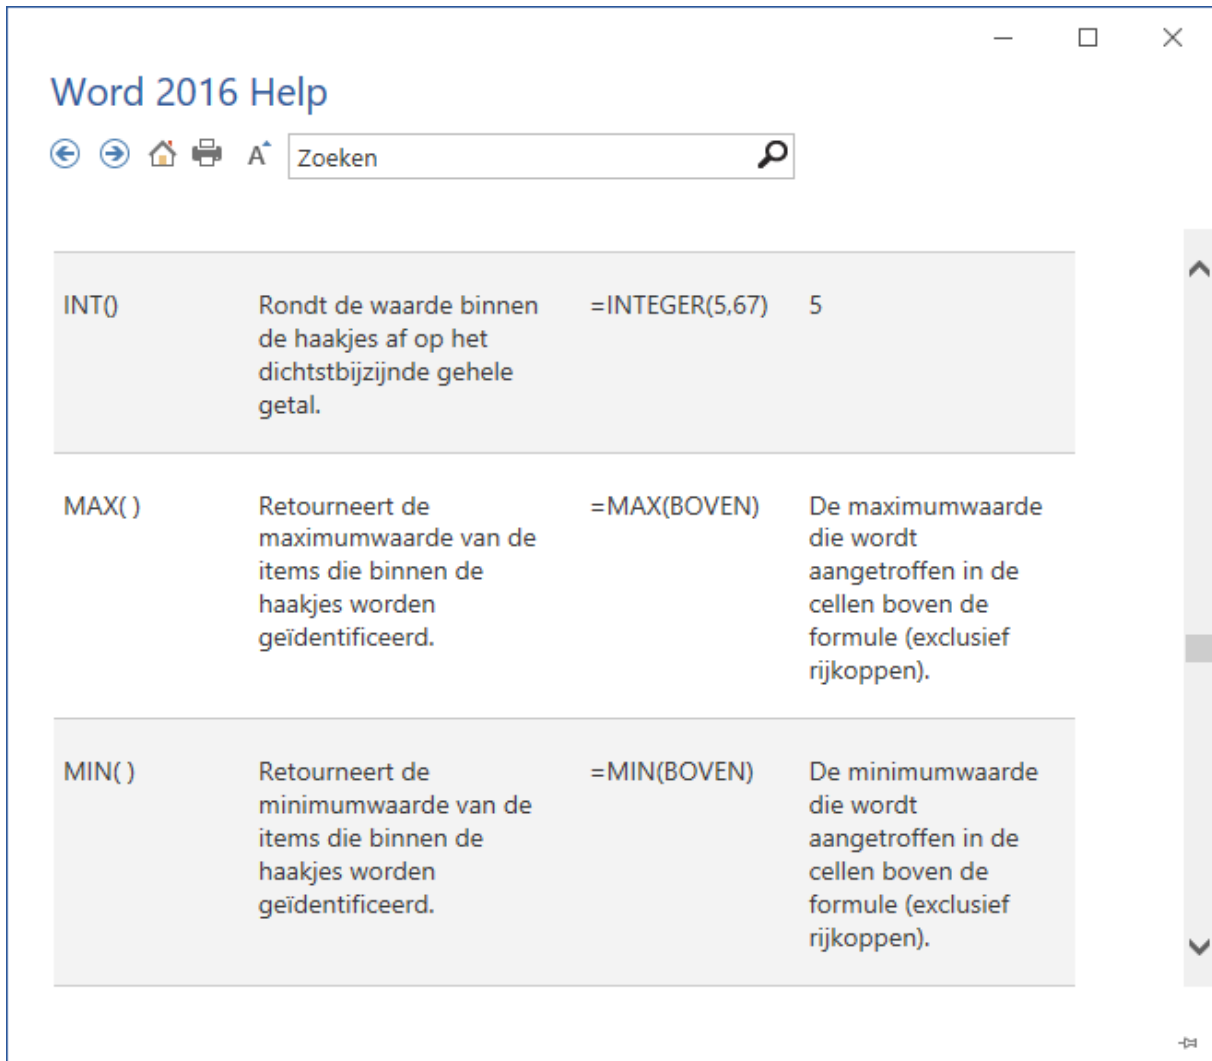 Word 2016 Help
Zoeken
INT()
Rondt de waarde binnen
de haakjes af op het
dichtstbijzijnde gehele
getal.
=INTEGER(5,67)
5
MAX( )
Retourneert de
maximumwaarde van de
items die binnen de
haakjes worden
geïdentificeerd.
=MAX(BOVEN)
De maximumwaarde
die wordt
aangetroffen in de
cellen boven de
formule (exclusief
rijkoppen).
MIN( )
Retourneert de
minimumwaarde van de
items die binnen de
haakjes worden
geïdentificeerd.
=MIN(BOVEN)
De minimumwaarde
die wordt
aangetroffen in de
cellen boven de
formule (exclusief
rijkoppen).